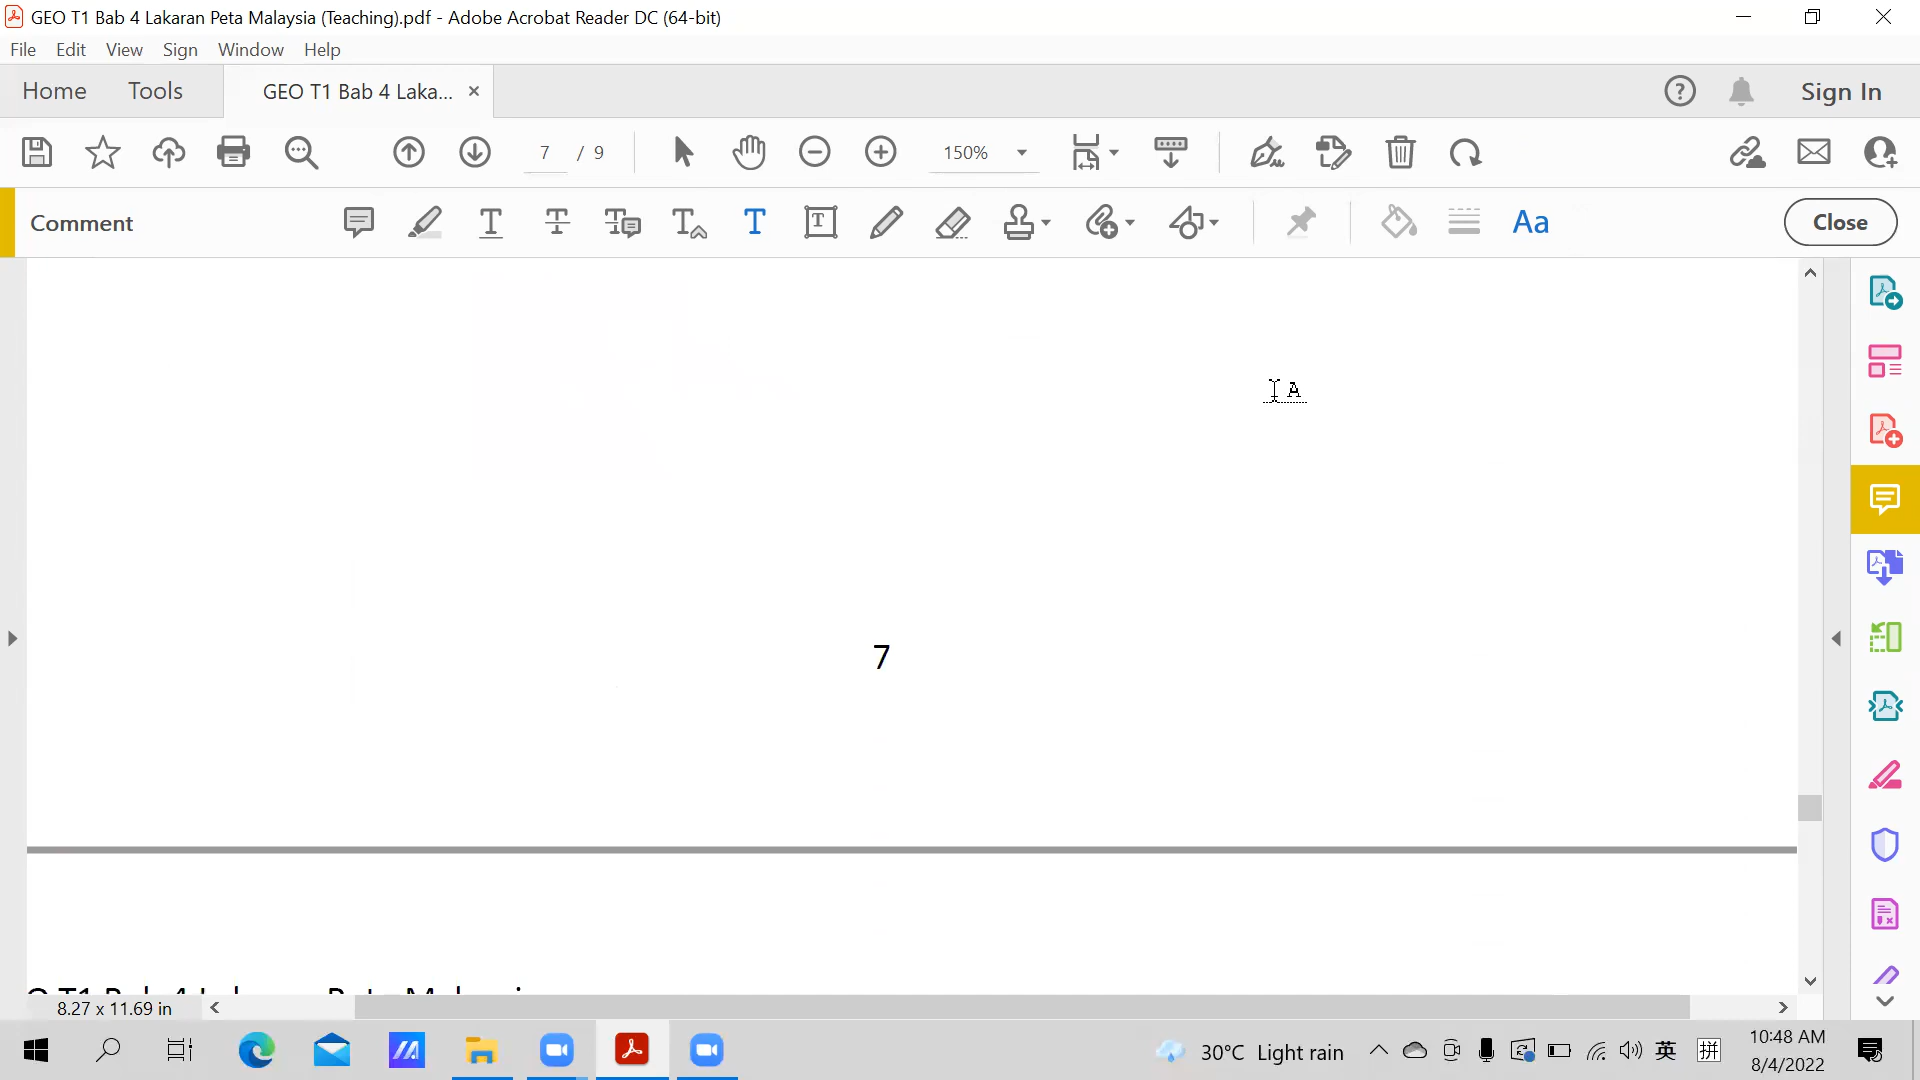 GEO T1 Bab 4 Lakaran Peta Malaysia (Teaching).pdf - Adobe Acrobat Reader DC (64-bit)
File Edit View Sign Window Help
Home Tools GEO T1 Bab 4 Laka... × Sign In
7 / 9 150%
Comment Aa Close
7
8.27 x 11.69 in
30°C Light rain 英 拼 10:48 AM
8/4/2022